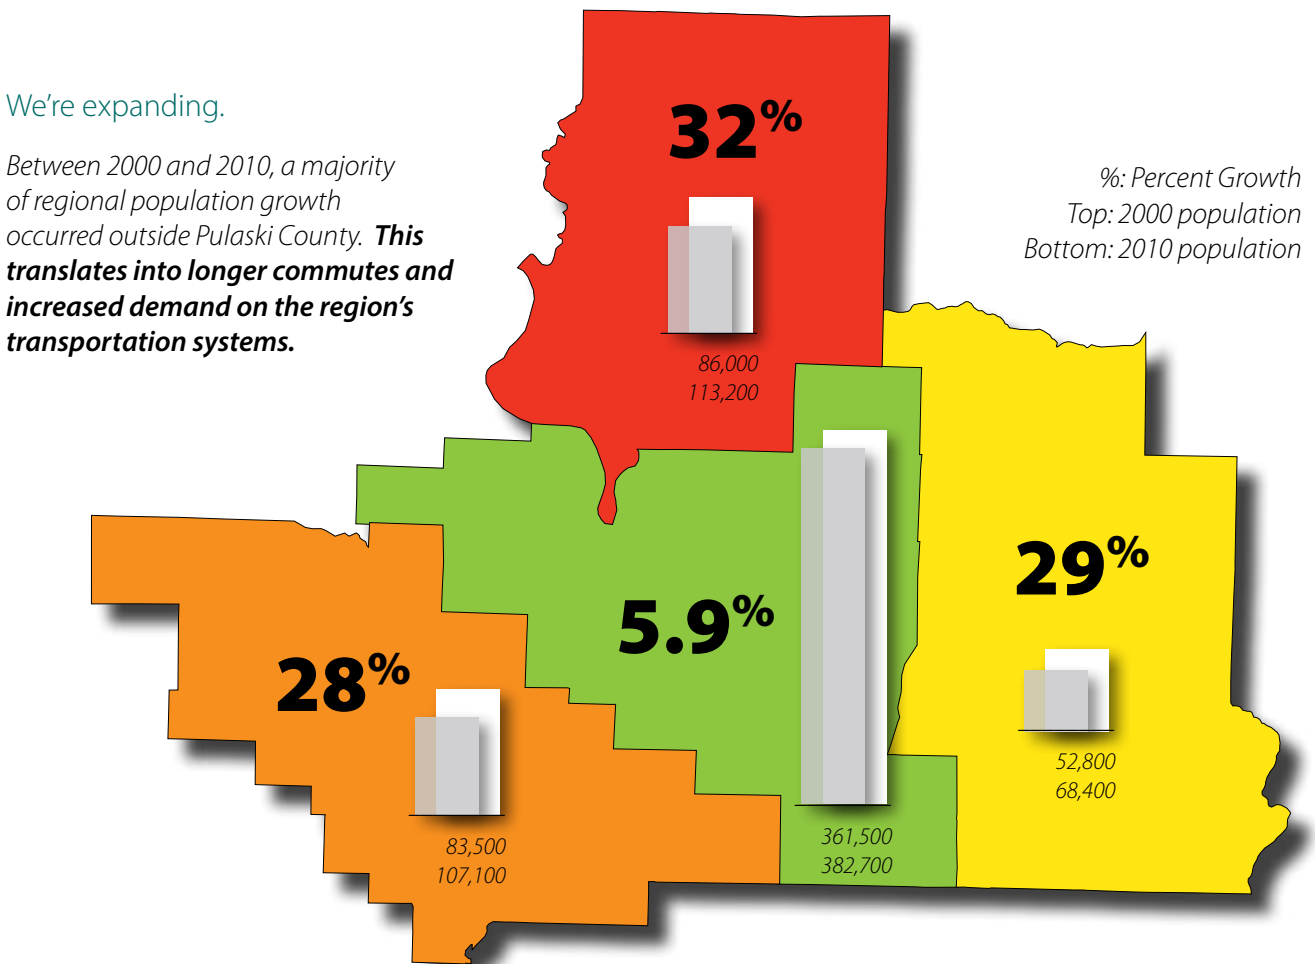 We're expanding.
Between 2000 and 2010, a majority
of regional population growth
occurred outside Pulaski County. This
translates into longer commutes and
increased demand on the region's
transportation systems.
%: Percent Growth
Top: 2000 population
Bottom: 2010 population
32%
86,000
113,200
29%
52,800
68,400
5.9%
361,500
382,700
28%
83,500
107,100